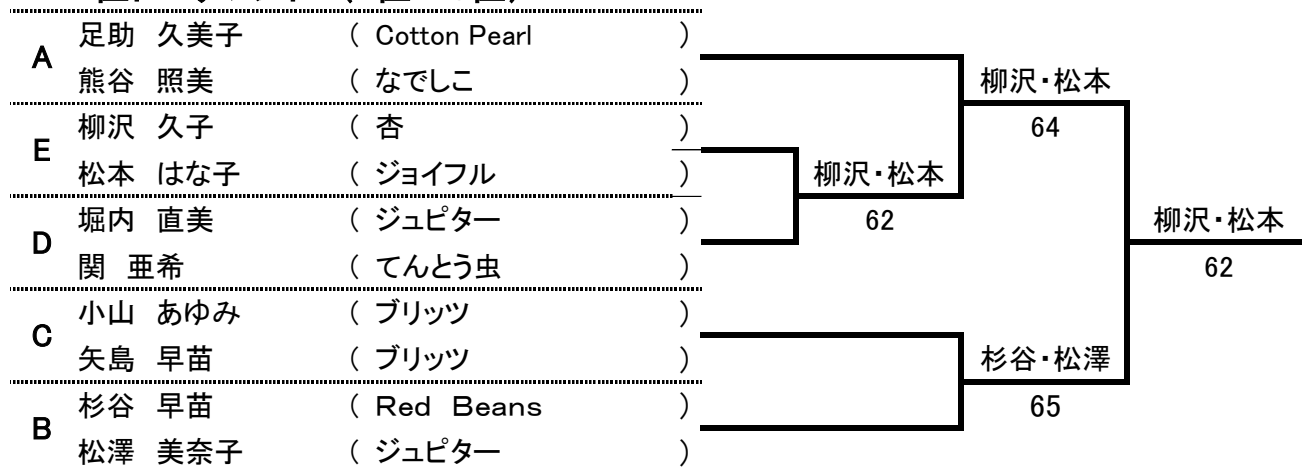 A
足助 久美子 ( Cotton Pearl )
熊谷 照美 ( なでしこ )
E
柳沢 久子 ( 杏 )
松本 はな子 ( ジョイフル )
D
堀内 直美 ( ジュピター )
関 亜希 ( てんとう虫 )
C
小山 あゆみ ( ブリッツ )
矢島 早苗 ( ブリッツ )
B
杉谷 早苗 ( Red Beans )
松澤 美奈子 ( ジュピター )
柳沢・松本
62
柳沢・松本
64
杉谷・松澤
65
柳沢・松本
62